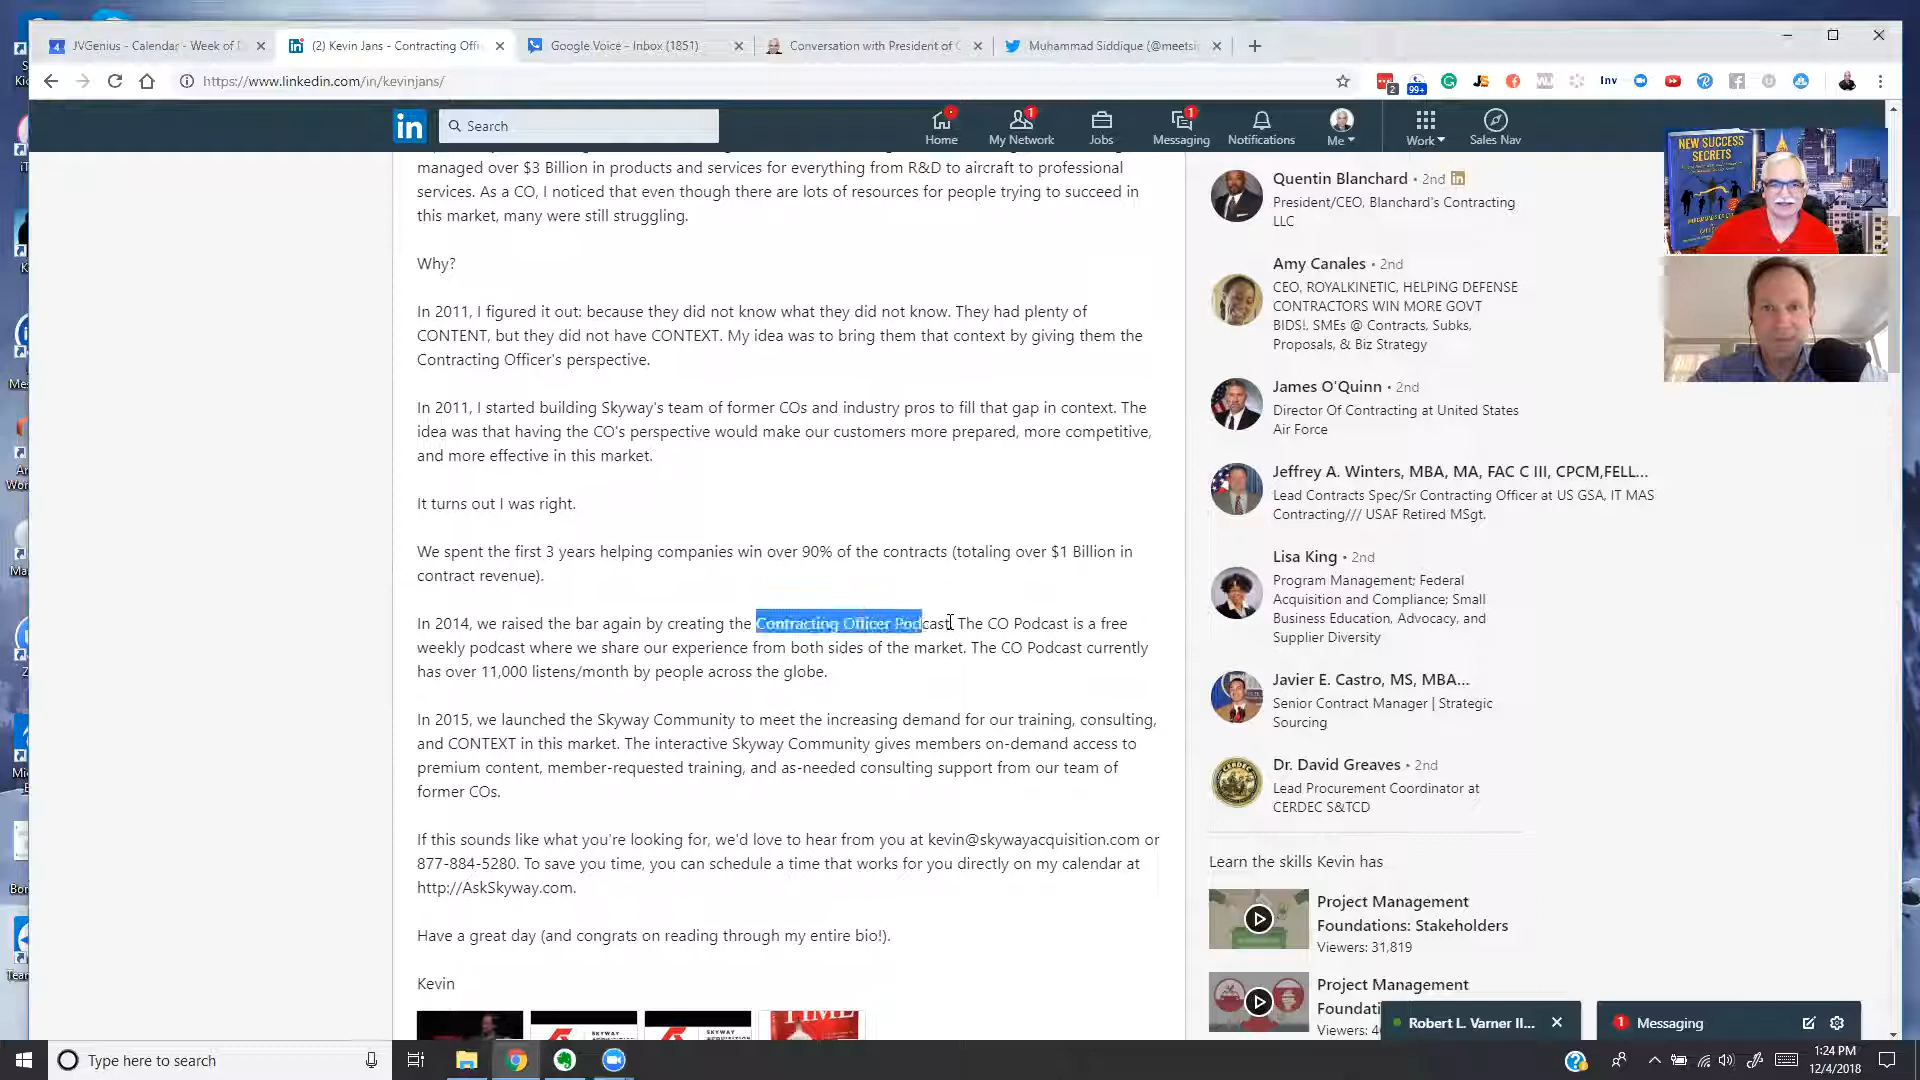 JVGenius - Calendar - Week of
(2) Kevin Jans - Contracting Offi
Google Voice - Inbox (1851)
Conversation with President of
Muhammad Siddique (@meetsi
https://www.linkedin.com/in/kevinjans/
Search
Home
My Network
Jobs
Messaging
Notifications
Me
Work
Sales Nav
managed over $3 Billion in products and services for everything from R&D to aircraft to professional
services. As a CO, I noticed that even though there are lots of resources for people trying to succeed in
this market, many were still struggling.
Why?
In 2011, I figured it out: because they did not know what they did not know. They had plenty of
CONTENT, but they did not have CONTEXT. My idea was to bring them that context by giving them the
Contracting Officer's perspective.
In 2011, I started building Skyway's team of former COs and industry pros to fill that gap in context. The
idea was that having the CO's perspective would make our customers more prepared, more competitive,
and more effective in this market.
It turns out I was right.
We spent the first 3 years helping companies win over 90% of the contracts (totaling over $1 Billion in
contract revenue).
In 2014, we raised the bar again by creating the Contracting Officer Podcast. The CO Podcast is a free
weekly podcast where we share our experience from both sides of the market. The CO Podcast currently
has over 11,000 listens/month by people across the globe.
In 2015, we launched the Skyway Community to meet the increasing demand for our training, consulting,
and CONTEXT in this market. The interactive Skyway Community gives members on-demand access to
premium content, member-requested training, and as-needed consulting support from our team of
former COs.
If this sounds like what you're looking for, we'd love to hear from you at kevin@skywayacquisition.com or
877-884-5280. To save you time, you can schedule a time that works for you directly on my calendar at
http://AskSkyway.com.
Have a great day (and congrats on reading through my entire bio!).
Kevin
TIME
Quentin Blanchard • 2nd
President/CEO, Blanchard's Contracting
LLC
Amy Canales • 2nd
CEO, ROYALKINETIC, HELPING DEFENSE
CONTRACTORS WIN MORE GOVT
BIDS!, SMEs @ Contracts, Subks,
Proposals, & Biz Strategy
James O'Quinn • 2nd
Director Of Contracting at United States
Air Force
Jeffrey A. Winters, MBA, MA, FAC C III, CPCM,FELL...
Lead Contracts Spec/Sr Contracting Officer at US GSA, IT MAS
Contracting/// USAF Retired MSgt.
Lisa King • 2nd
Program Management; Federal
Acquisition and Compliance; Small
Business Education, Advocacy, and
Supplier Diversity
Javier E. Castro, MS, MBA...
Senior Contract Manager | Strategic
Sourcing
Dr. David Greaves • 2nd
Lead Procurement Coordinator at
CERDEC S&TCD
Learn the skills Kevin has
Project Management
Foundations: Stakeholders
Viewers: 31,819
Project Management
NEW SUCCESS
SECRETS
Robert L. Varner II...
1 Messaging
Type here to search
1:24 PM
12/4/2018